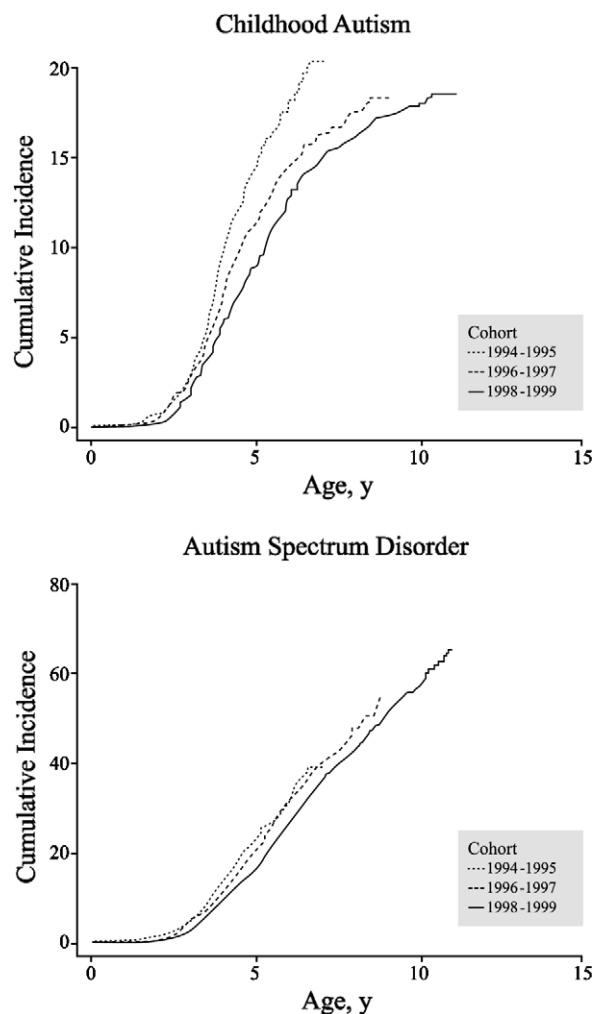 Childhood Autism
20
15
10
5
0
Cumulative Incidence
Cohort
1994-1995
1996-1997
1998-1999
0 5 10 15
Age, y
Autism Spectrum Disorder
80
60
40
20
0
Cumulative Incidence
Cohort
1994-1995
1996-1997
1998-1999
0 5 10 15
Age, y